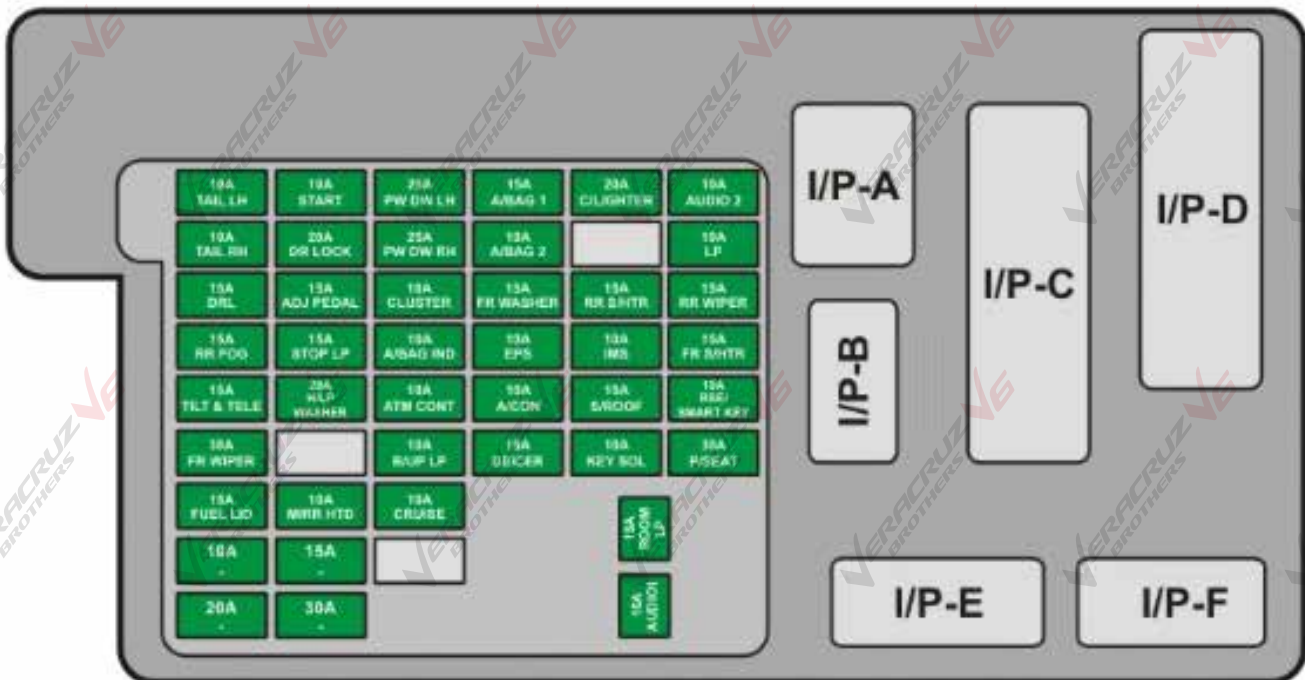 10A
TAIL LH
10A
START
25A
PW DW LH
15A
A/BAG 1
20A
C/LIGHTER
10A
AUDIO 2
10A
TAIL RH
20A
DR LOCK
25A
PW DW RH
10A
A/BAG 2
10A
LP
15A
DRL
15A
ADJ PEDAL
10A
CLUSTER
15A
FR WASHER
15A
RR S/HTR
15A
RR WIPER
15A
RR FOG
15A
STOP LP
10A
A/BAG IND
10A
EPS
10A
IMS
15A
FR S/HTR
15A
TILT & TELE
20A
H/LP
WASHER
10A
ATM CONT
10A
A/CON
15A
S/ROOF
10A
RSE/
SMART KEY
30A
FR WIPER
10A
B/UP LP
15A
DEICER
10A
KEY SOL
30A
P/SEAT
15A
FUEL LID
10A
MIRR HTD
10A
CRUISE
10A
-
15A
-
20A
-
30A
-
15A
ROOM
LP
15A
AUDIO1
I/P-A
I/P-B
I/P-C
I/P-D
I/P-E
I/P-F
VERACRUZ V6
BROTHERS